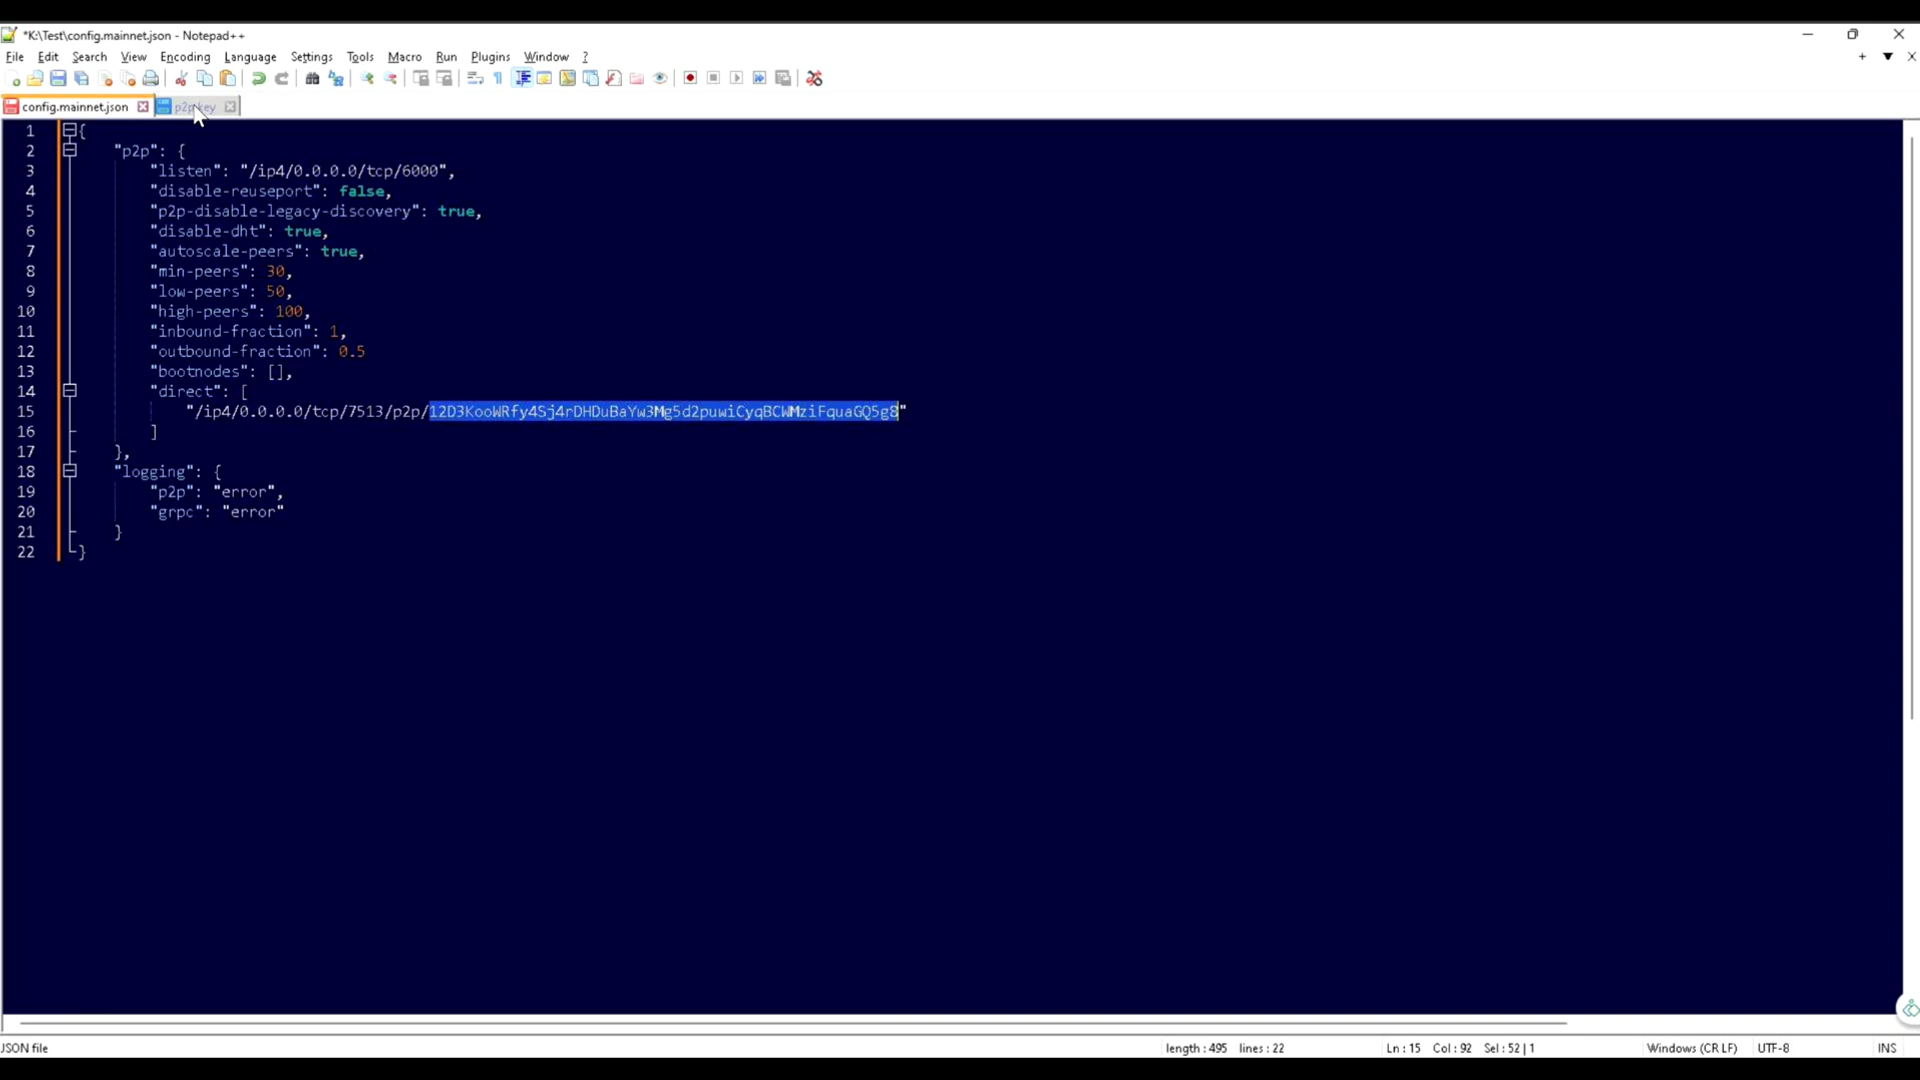 *K:\Test\config.mainnet.json - Notepad++
File Edit Search View Encoding Language Settings Tools Macro Run Plugins Window ?
config.mainnet.json p2p.key
1 {
2 "p2p": {
3 "listen": "/ip4/0.0.0.0/tcp/6000",
4 "disable-reuseport": false,
5 "p2p-disable-legacy-discovery": true,
6 "disable-dht": true,
7 "autoscale-peers": true,
8 "min-peers": 30,
9 "low-peers": 50,
10 "high-peers": 100,
11 "inbound-fraction": 1,
12 "outbound-fraction": 0.5
13 "bootnodes": [],
14 "direct": [
15 "/ip4/0.0.0.0/tcp/7513/p2p/12D3KooWRfy4Sj4rDHDuBaYw3Mg5d2puwiCyqBCWMziFquaGQ5g8"
16 ]
17 },
18 "logging": {
19 "p2p": "error",
20 "grpc": "error"
21 }
22 }
JSON file length : 495 lines : 22 Ln : 15 Col : 92 Sel : 52 | 1 Windows (CR LF) UTF-8 INS